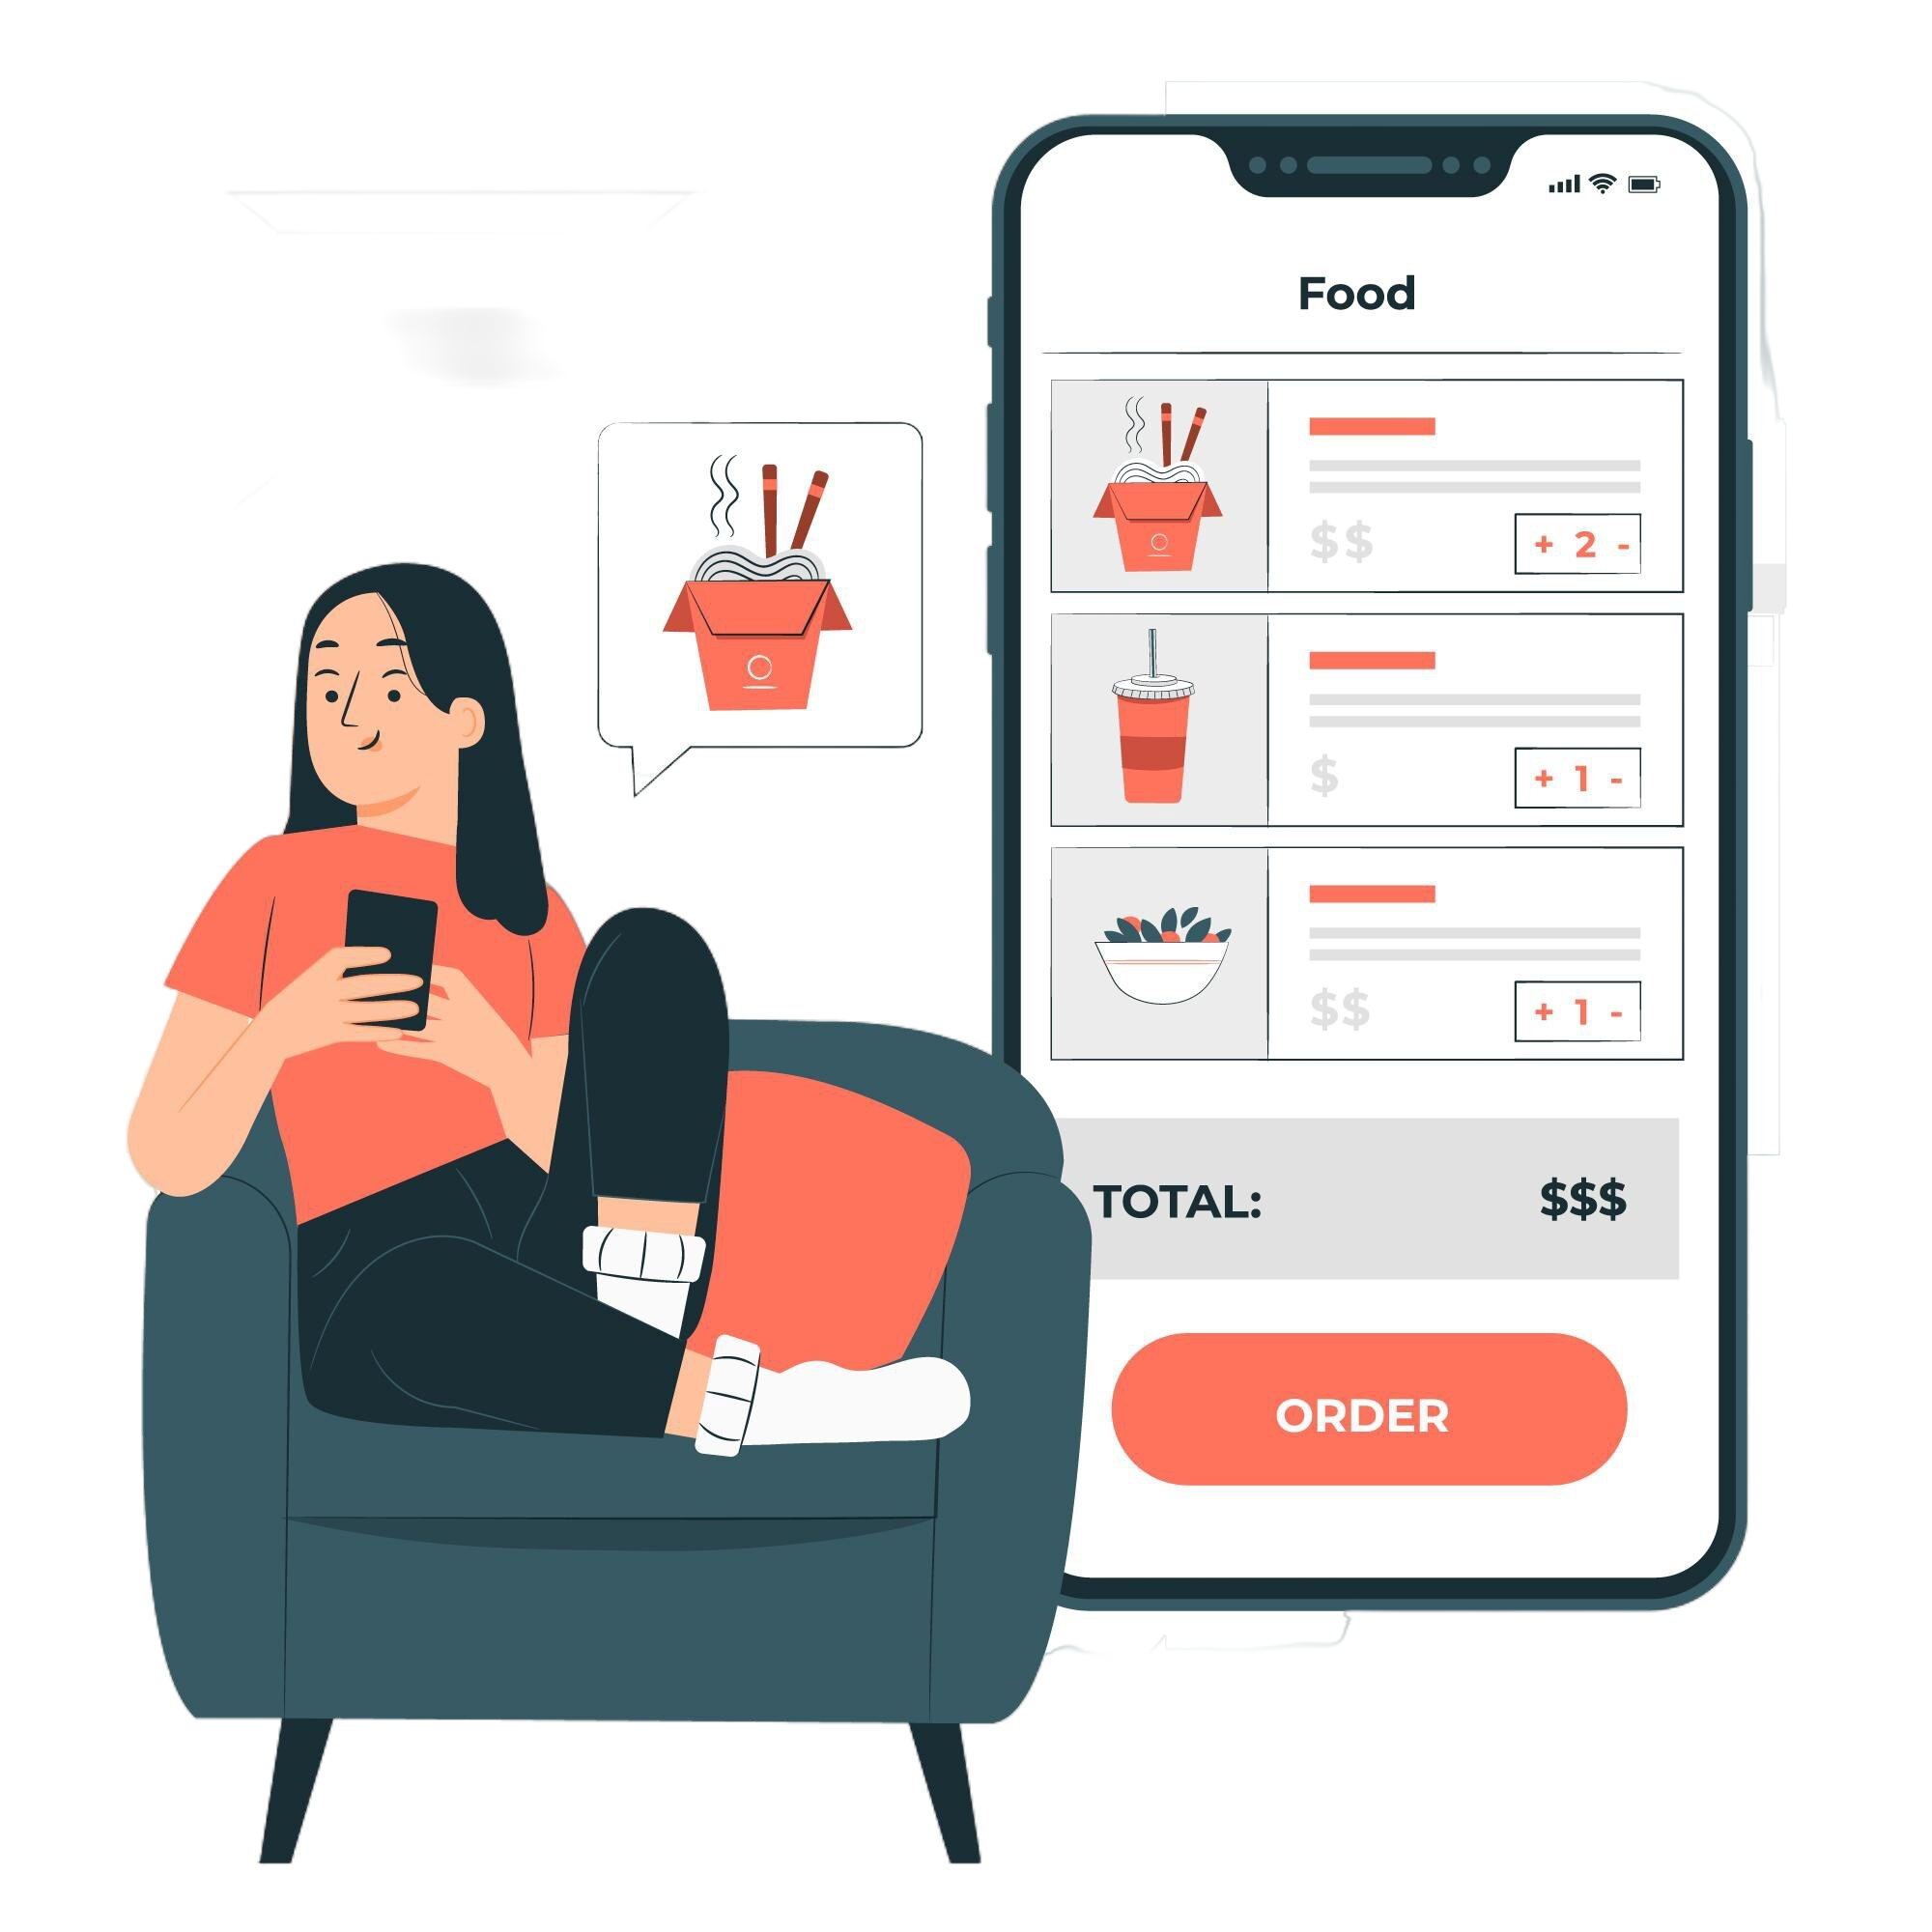 Food
$$
+ 2 -
$
+ 1 -
$$
+ 1 -
TOTAL: $$$
ORDER